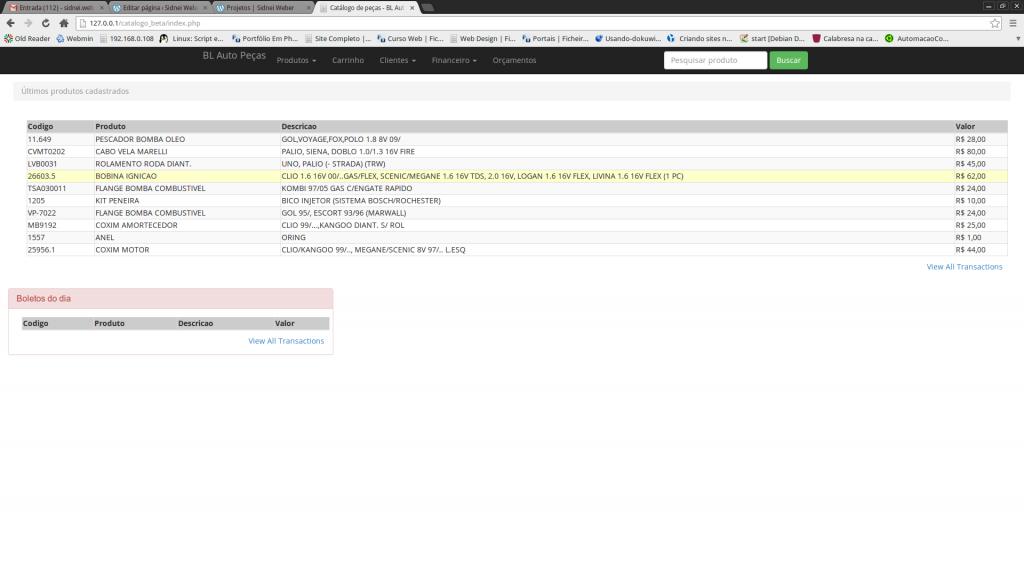 Entrada (112) - sidnei.web
Editar página ‹ Sidnei Web
Projetos | Sidnei Weber
Catálogo de peças - BL Aut
127.0.0.1/catalogo_beta/index.php
Old Reader Webmin 192.168.0.108 Linux: Script e... Portfólio Em Ph... Site Completo |... Curso Web | Fic... Web Design | Fi... Portais | Ficheir... Usando-dokuwi... Criando sites n... start [Debian D... Calabresa na ca... AutomacaoCo...
BL Auto Peças Produtos Carrinho Clientes Financeiro Orçamentos Pesquisar produto Buscar
Últimos produtos cadastrados
Codigo Produto Descricao Valor
11.649 PESCADOR BOMBA OLEO GOL,VOYAGE,FOX,POLO 1.8 8V 09/ R$ 28,00
CVMT0202 CABO VELA MARELLI PALIO, SIENA, DOBLO 1.0/1.3 16V FIRE R$ 80,00
LVB0031 ROLAMENTO RODA DIANT. UNO, PALIO (- STRADA) (TRW) R$ 45,00
26603.5 BOBINA IGNICAO CLIO 1.6 16V 00/..GAS/FLEX, SCENIC/MEGANE 1.6 16V TDS, 2.0 16V, LOGAN 1.6 16V FLEX, LIVINA 1.6 16V FLEX (1 PC) R$ 62,00
TSA030011 FLANGE BOMBA COMBUSTIVEL KOMBI 97/05 GAS C/ENGATE RAPIDO R$ 24,00
1205 KIT PENEIRA BICO INJETOR (SISTEMA BOSCH/ROCHESTER) R$ 10,00
VP-7022 FLANGE BOMBA COMBUSTIVEL GOL 95/, ESCORT 93/96 (MARWALL) R$ 24,00
MB9192 COXIM AMORTECEDOR CLIO 99/...,KANGOO DIANT. S/ ROL R$ 25,00
1557 ANEL ORING R$ 1,00
25956.1 COXIM MOTOR CLIO/KANGOO 99/.., MEGANE/SCENIC 8V 97/.. L.ESQ R$ 44,00
View All Transactions
Boletos do dia
Codigo Produto Descricao Valor
View All Transactions